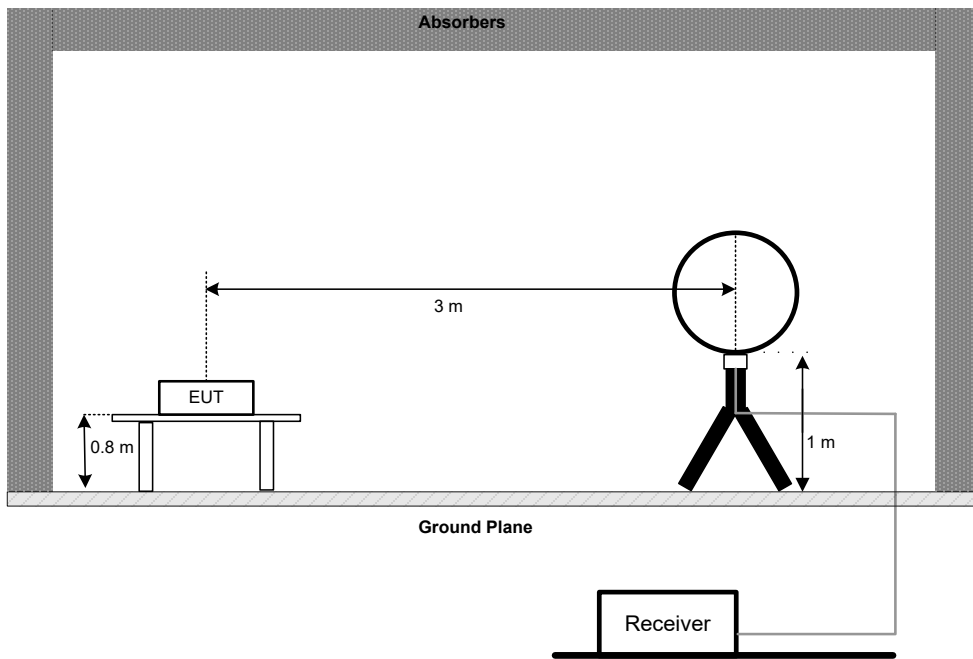 Absorbers
3 m
EUT
0.8 m
1 m
Ground Plane
Receiver